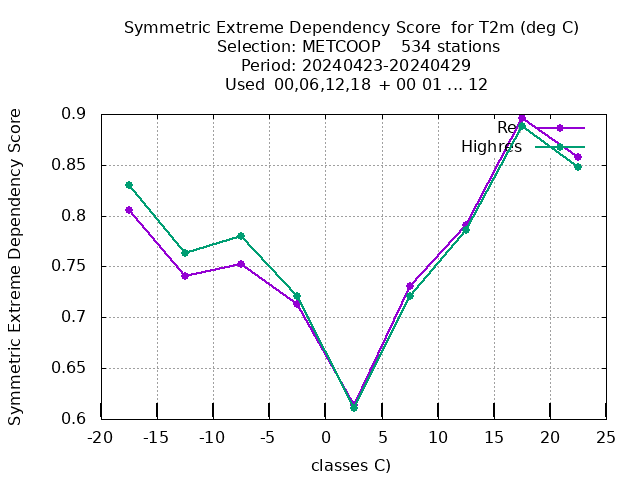 Symmetric Extreme Dependency Score for T2m (deg C)
Selection: METCOOP 534 stations
Period: 20240423-20240429
Used 00,06,12,18 + 00 01 ... 12
Symmetric Extreme Dependency Score
0.9
0.85
0.8
0.75
0.7
0.65
0.6
Highres
-20 -15 -10 -5 0 5 10 15 20 25
classes C)